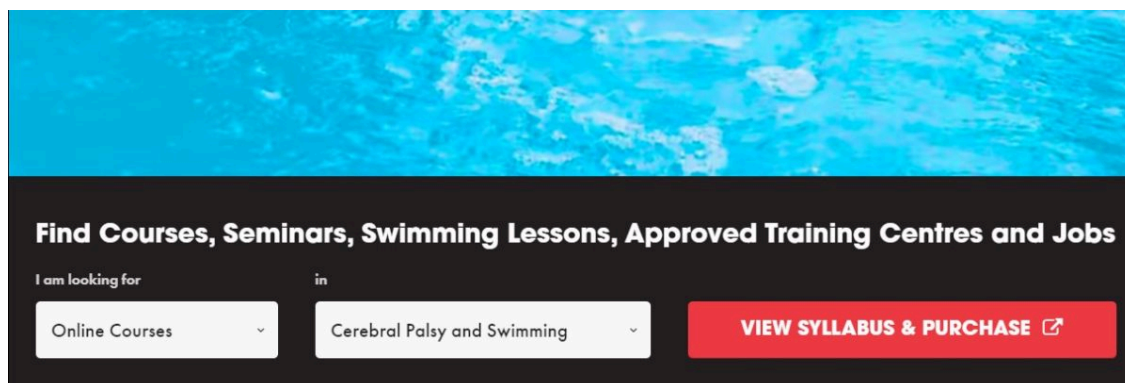 Find Courses, Seminars, Swimming Lessons, Approved Training Centres and Jobs
I am looking for
in
Online Courses
Cerebral Palsy and Swimming
VIEW SYLLABUS & PURCHASE